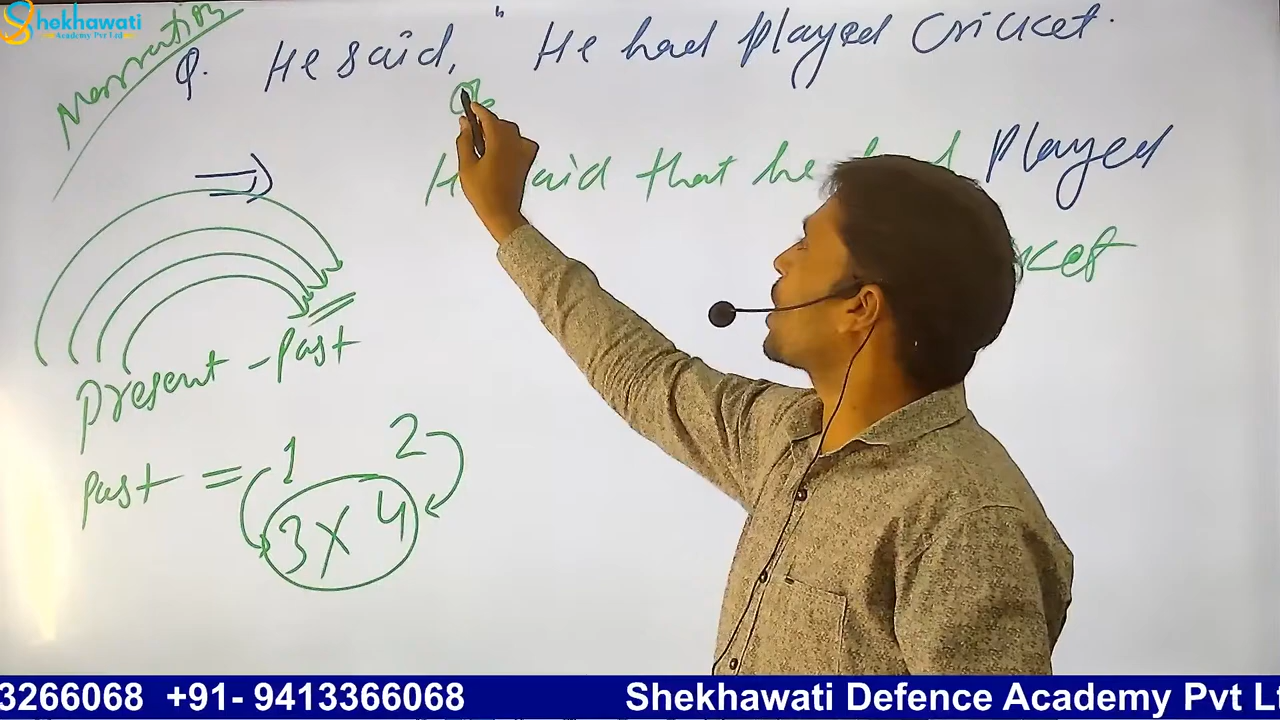 Shekhawati
Academy Pvt Ltd
Narration
Q. He said, " He had played cricket.
He said that he had played
cket
Present - Past
Past = 1 2
3 X 4
3266068 +91- 9413366068 Shekhawati Defence Academy Pvt Lt